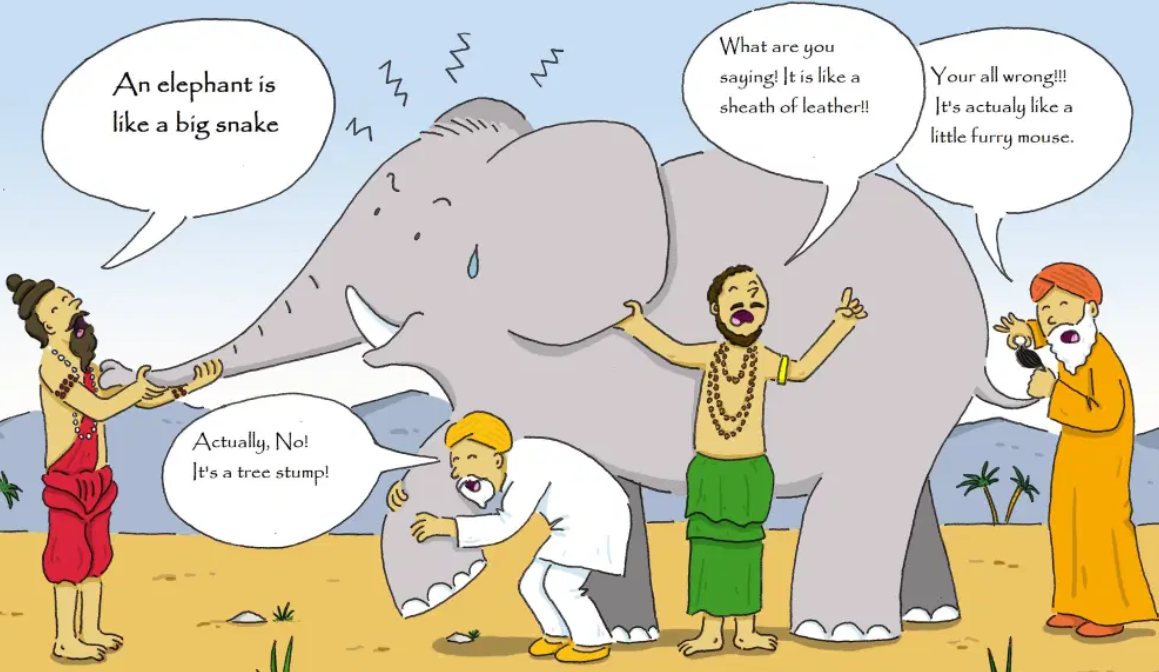 An elephant is
like a big snake
What are you
saying! It is like a
sheath of leather!!
Your all wrong!!!
It's actualy like a
little furry mouse.
Actually, No!
It's a tree stump!